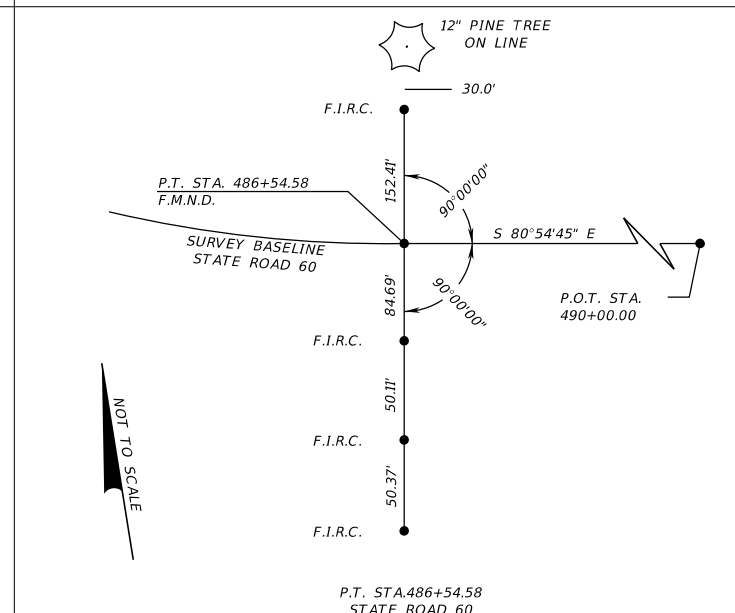 12" PINE TREE
ON LINE
30.0'
F.I.R.C.
152.41'
90°00'00"
P.T. STA. 486+54.58
F.M.N.D.
S 80°54'45" E
SURVEY BASELINE
STATE ROAD 60
84.69'
90°00'00"
P.O.T. STA.
490+00.00
F.I.R.C.
50.11'
NOT TO SCALE
F.I.R.C.
50.37'
F.I.R.C.
P.T. STA.486+54.58
STATE ROAD 60